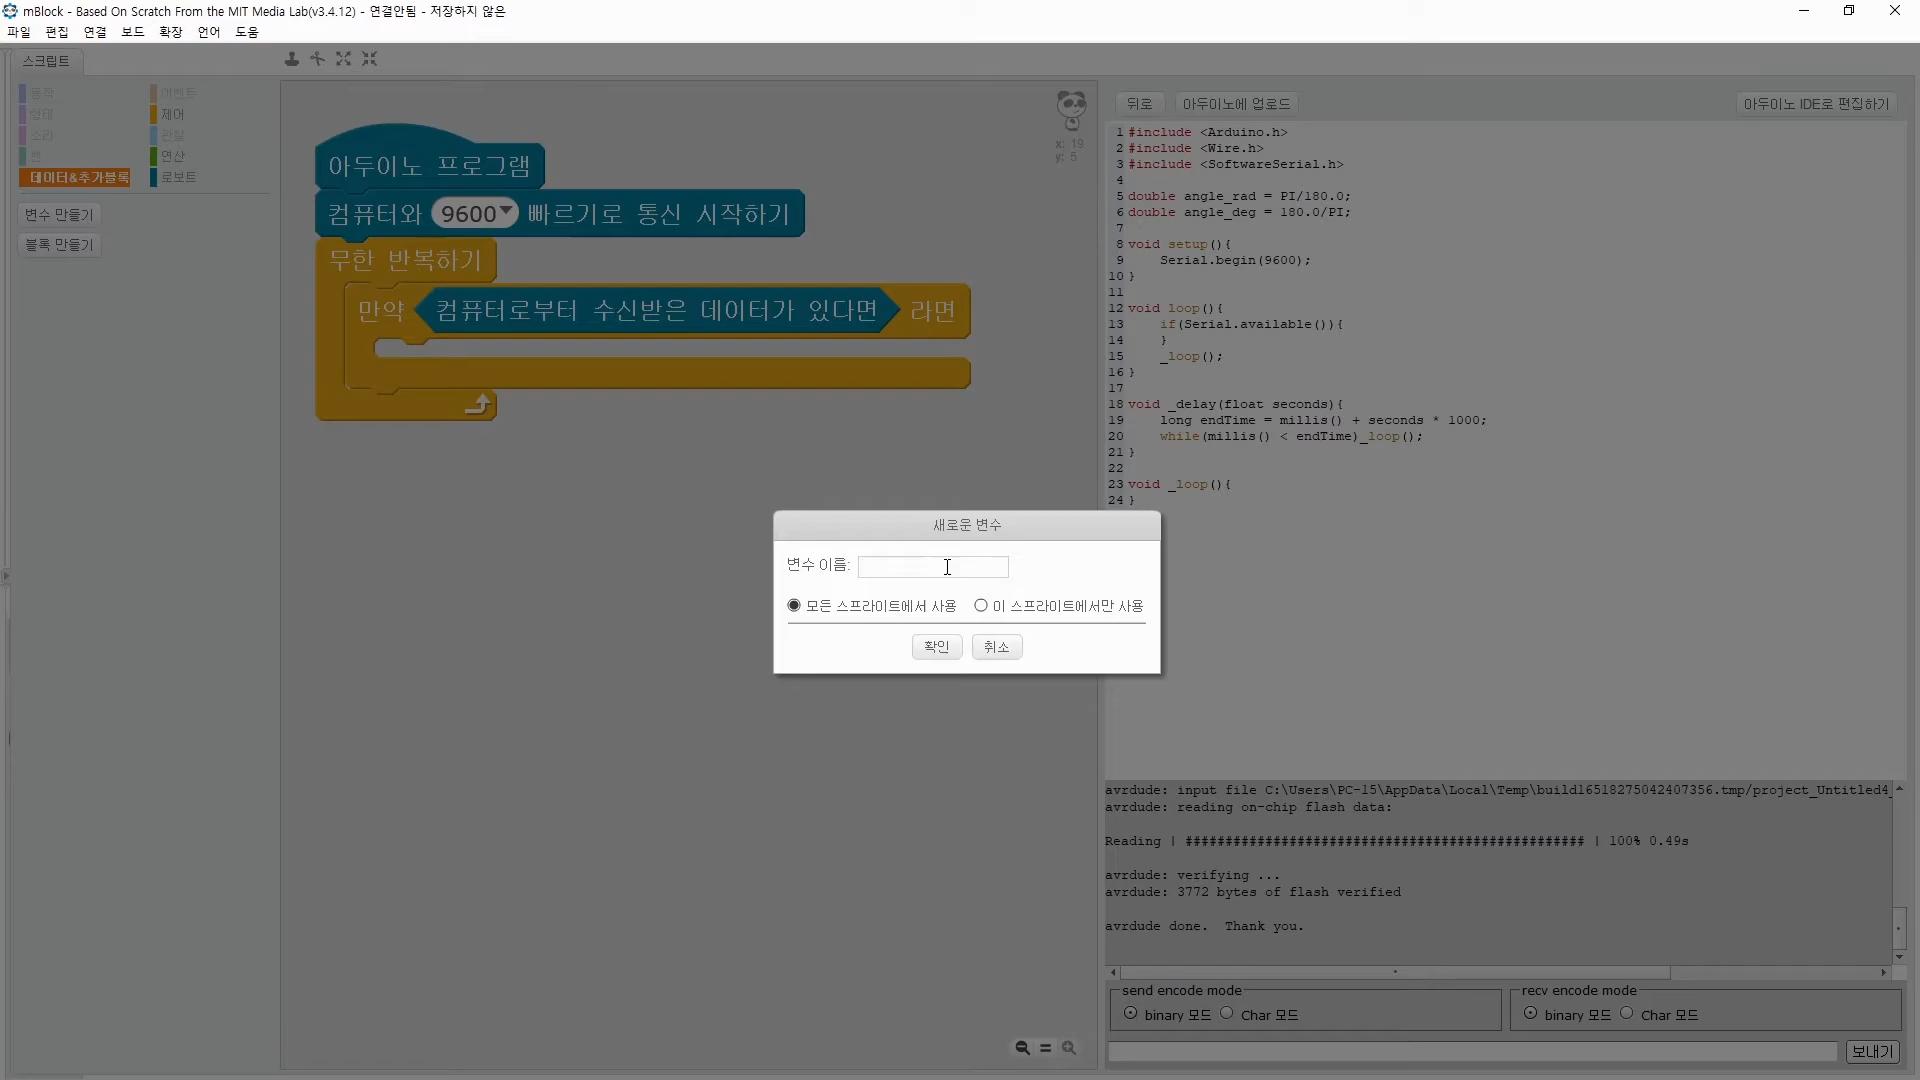 mBlock - Based On Scratch From the MIT Media Lab(v3.4.12) - 연결안됨 - 저장하지 않은
파일 편집 연결 보드 확장 언어 도움
스크립트
동작 이벤트
형태 제어
소리 관찰
펜 연산
데이터&추가블록 로보트
변수 만들기
블록 만들기
아두이노 프로그램
컴퓨터와 9600 빠르기로 통신 시작하기
무한 반복하기
만약 컴퓨터로부터 수신받은 데이터가 있다면 라면
x: 19
y: 5
뒤로 아두이노에 업로드 아두이노 IDE로 편집하기
1 #include <Arduino.h>
2 #include <Wire.h>
3 #include <SoftwareSerial.h>
4
5 double angle_rad = PI/180.0;
6 double angle_deg = 180.0/PI;
7
8 void setup(){
9 Serial.begin(9600);
10 }
11
12 void loop(){
13 if(Serial.available()){
14 }
15 _loop();
16 }
17
18 void _delay(float seconds){
19 long endTime = millis() + seconds * 1000;
20 while(millis() < endTime)_loop();
21 }
22
23 void _loop(){
24 }
새로운 변수
변수 이름:
모든 스프라이트에서 사용 이 스프라이트에서만 사용
확인 취소
avrdude: input file C:\Users\PC-15\AppData\Local\Temp\build16518275042407356.tmp/project_Untitled4_
avrdude: reading on-chip flash data:
Reading | ################################################## | 100% 0.49s
avrdude: verifying ...
avrdude: 3772 bytes of flash verified
avrdude done.  Thank you.
send encode mode recv encode mode
binary 모드 Char 모드 binary 모드 Char 모드
보내기